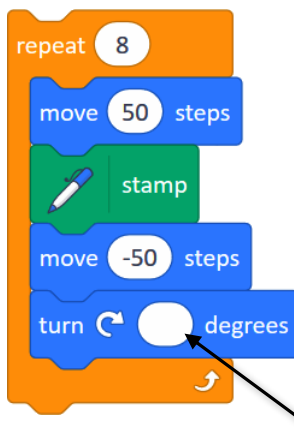 repeat 8
move 50 steps
stamp
move -50 steps
turn degrees